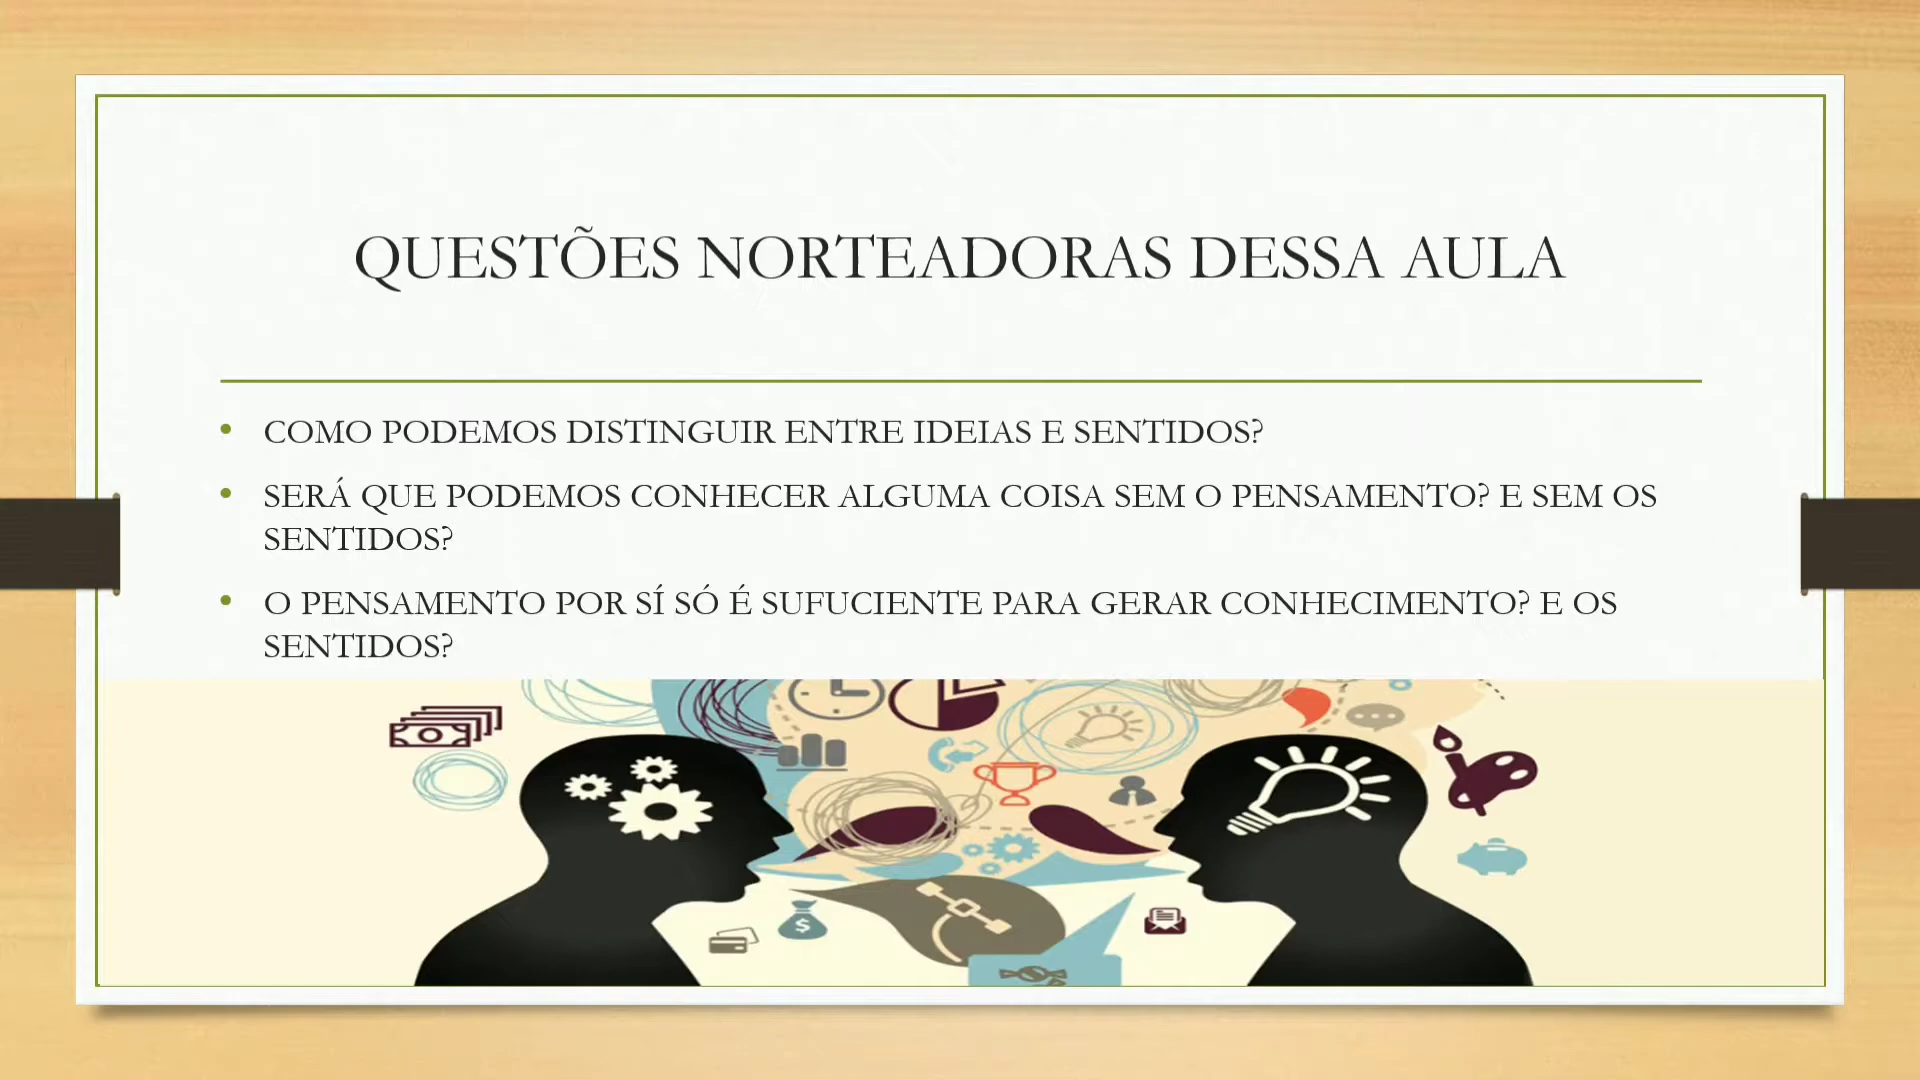 QUESTÕES NORTEADORAS DESSA AULA
• COMO PODEMOS DISTINGUIR ENTRE IDEIAS E SENTIDOS?
• SERÁ QUE PODEMOS CONHECER ALGUMA COISA SEM O PENSAMENTO? E SEM OS
SENTIDOS?
• O PENSAMENTO POR SÍ SÓ É SUFUCIENTE PARA GERAR CONHECIMENTO? E OS
SENTIDOS?
$